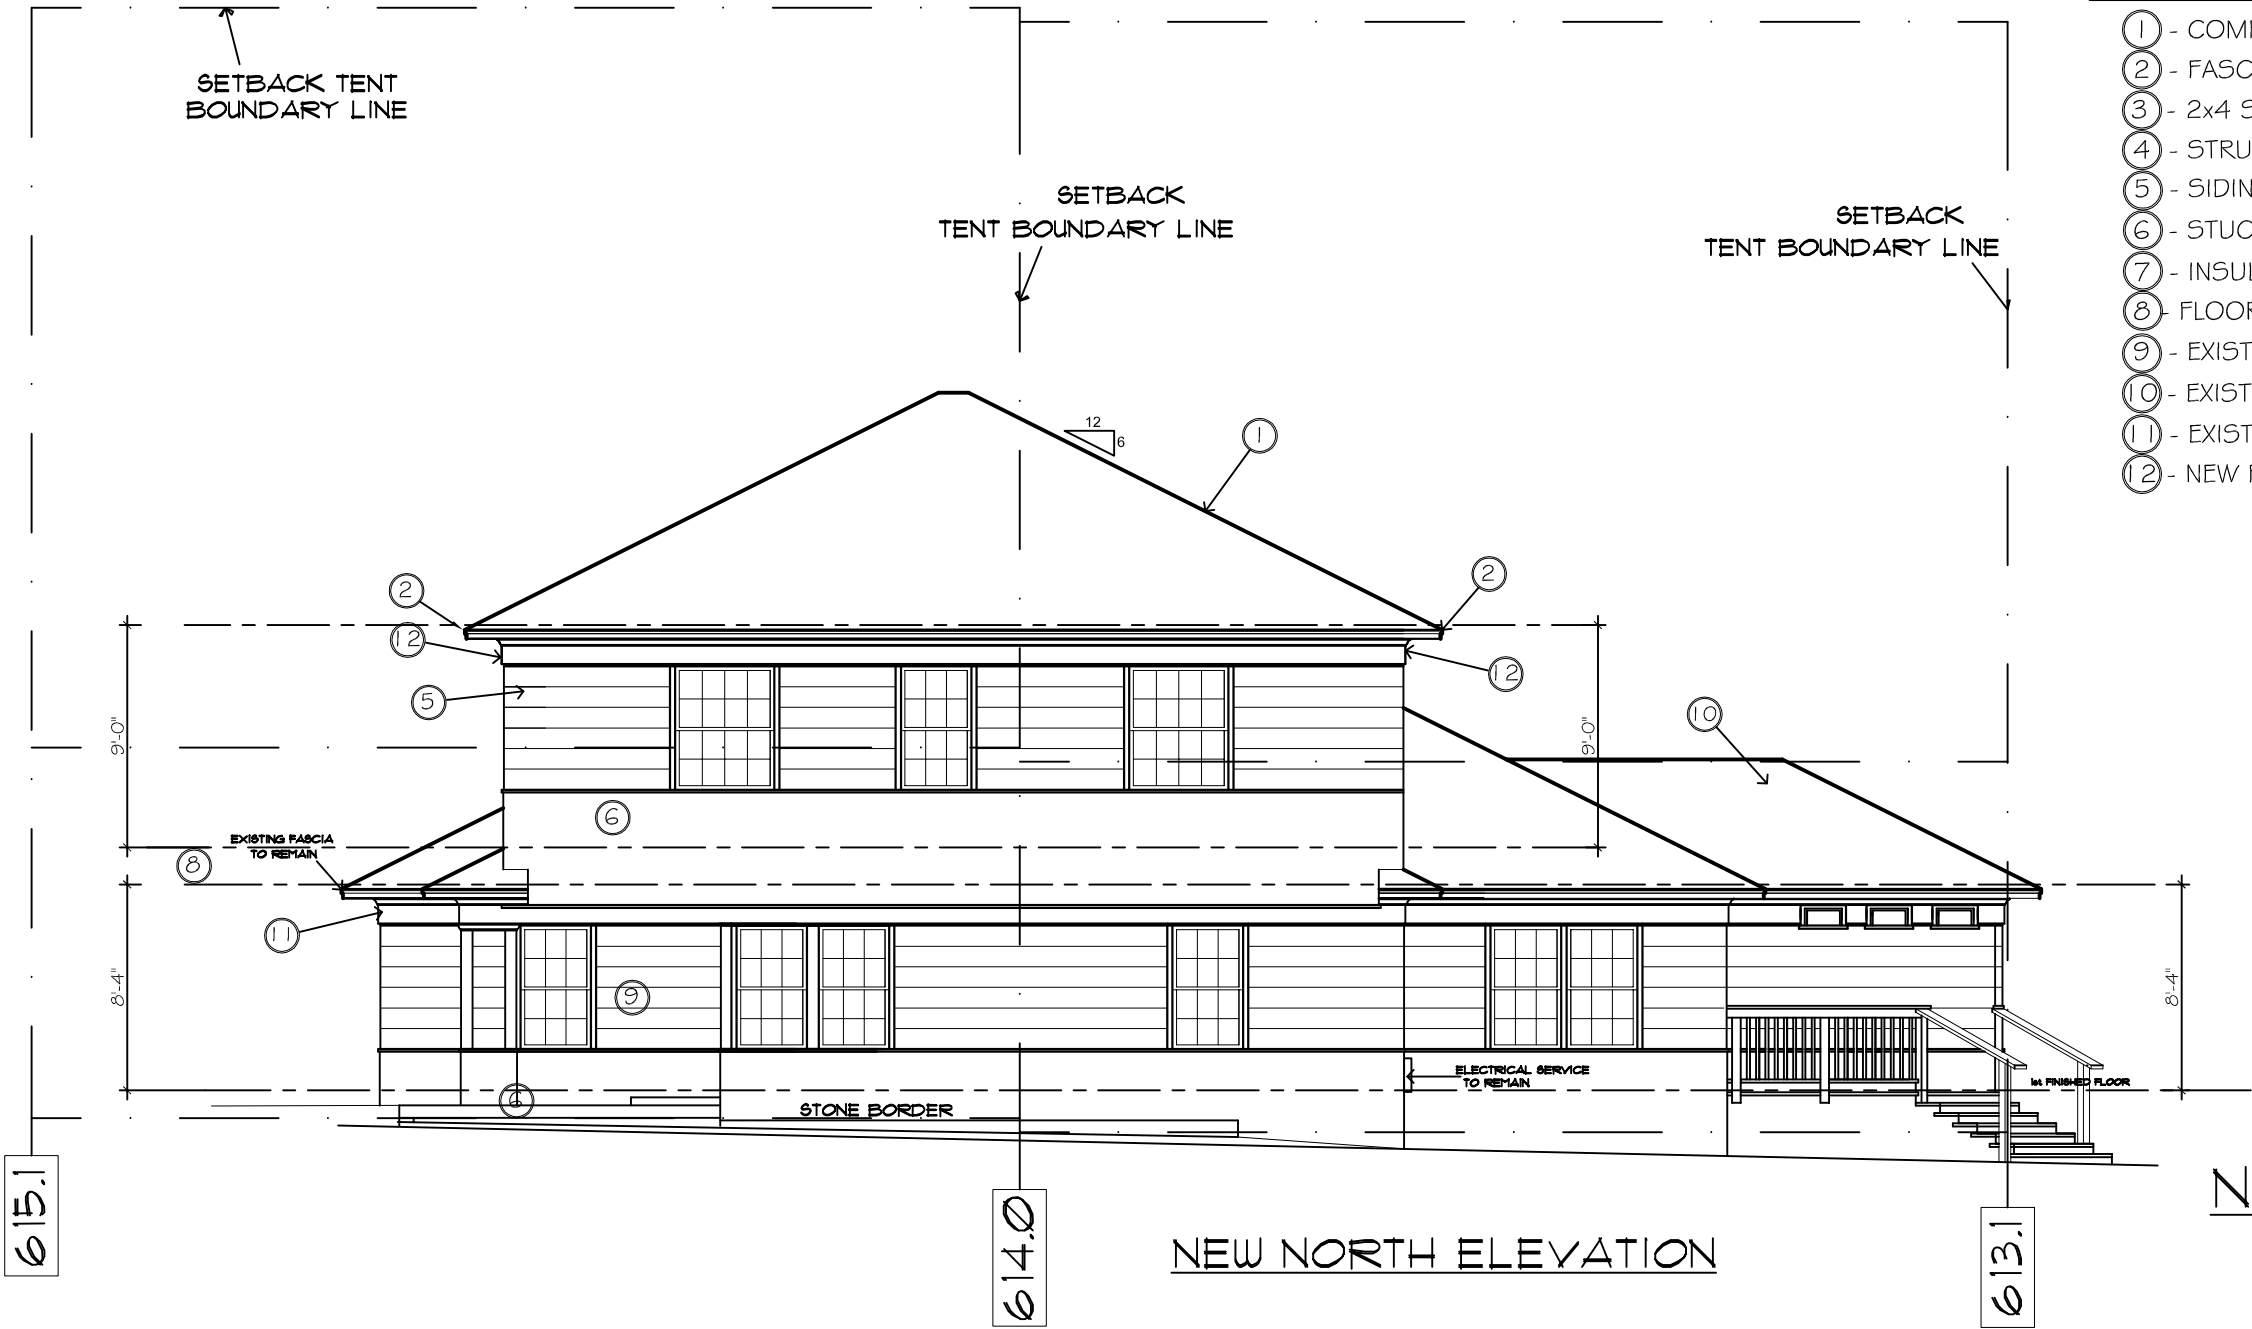 SETBACK TENT
BOUNDARY LINE
SETBACK
TENT BOUNDARY LINE
SETBACK
TENT BOUNDARY LINE
1 - COM
2 - FASC
3 - 2x4 S
4 - STRU
5 - SIDIN
6 - STUC
7 - INSUL
8 - FLOOR
9 - EXIST
10 - EXIST
11 - EXIST
12 - NEW
12
6
1
2
2
12
12
5
10
9'-0"
9'-0"
6
EXISTING FASCIA
TO REMAIN
8
11
8'-4"
8'-4"
9
ELECTRICAL SERVICE
TO REMAIN
1st FINISHED FLOOR
6
STONE BORDER
615.1
614.0
613.1
NEW NORTH ELEVATION
N